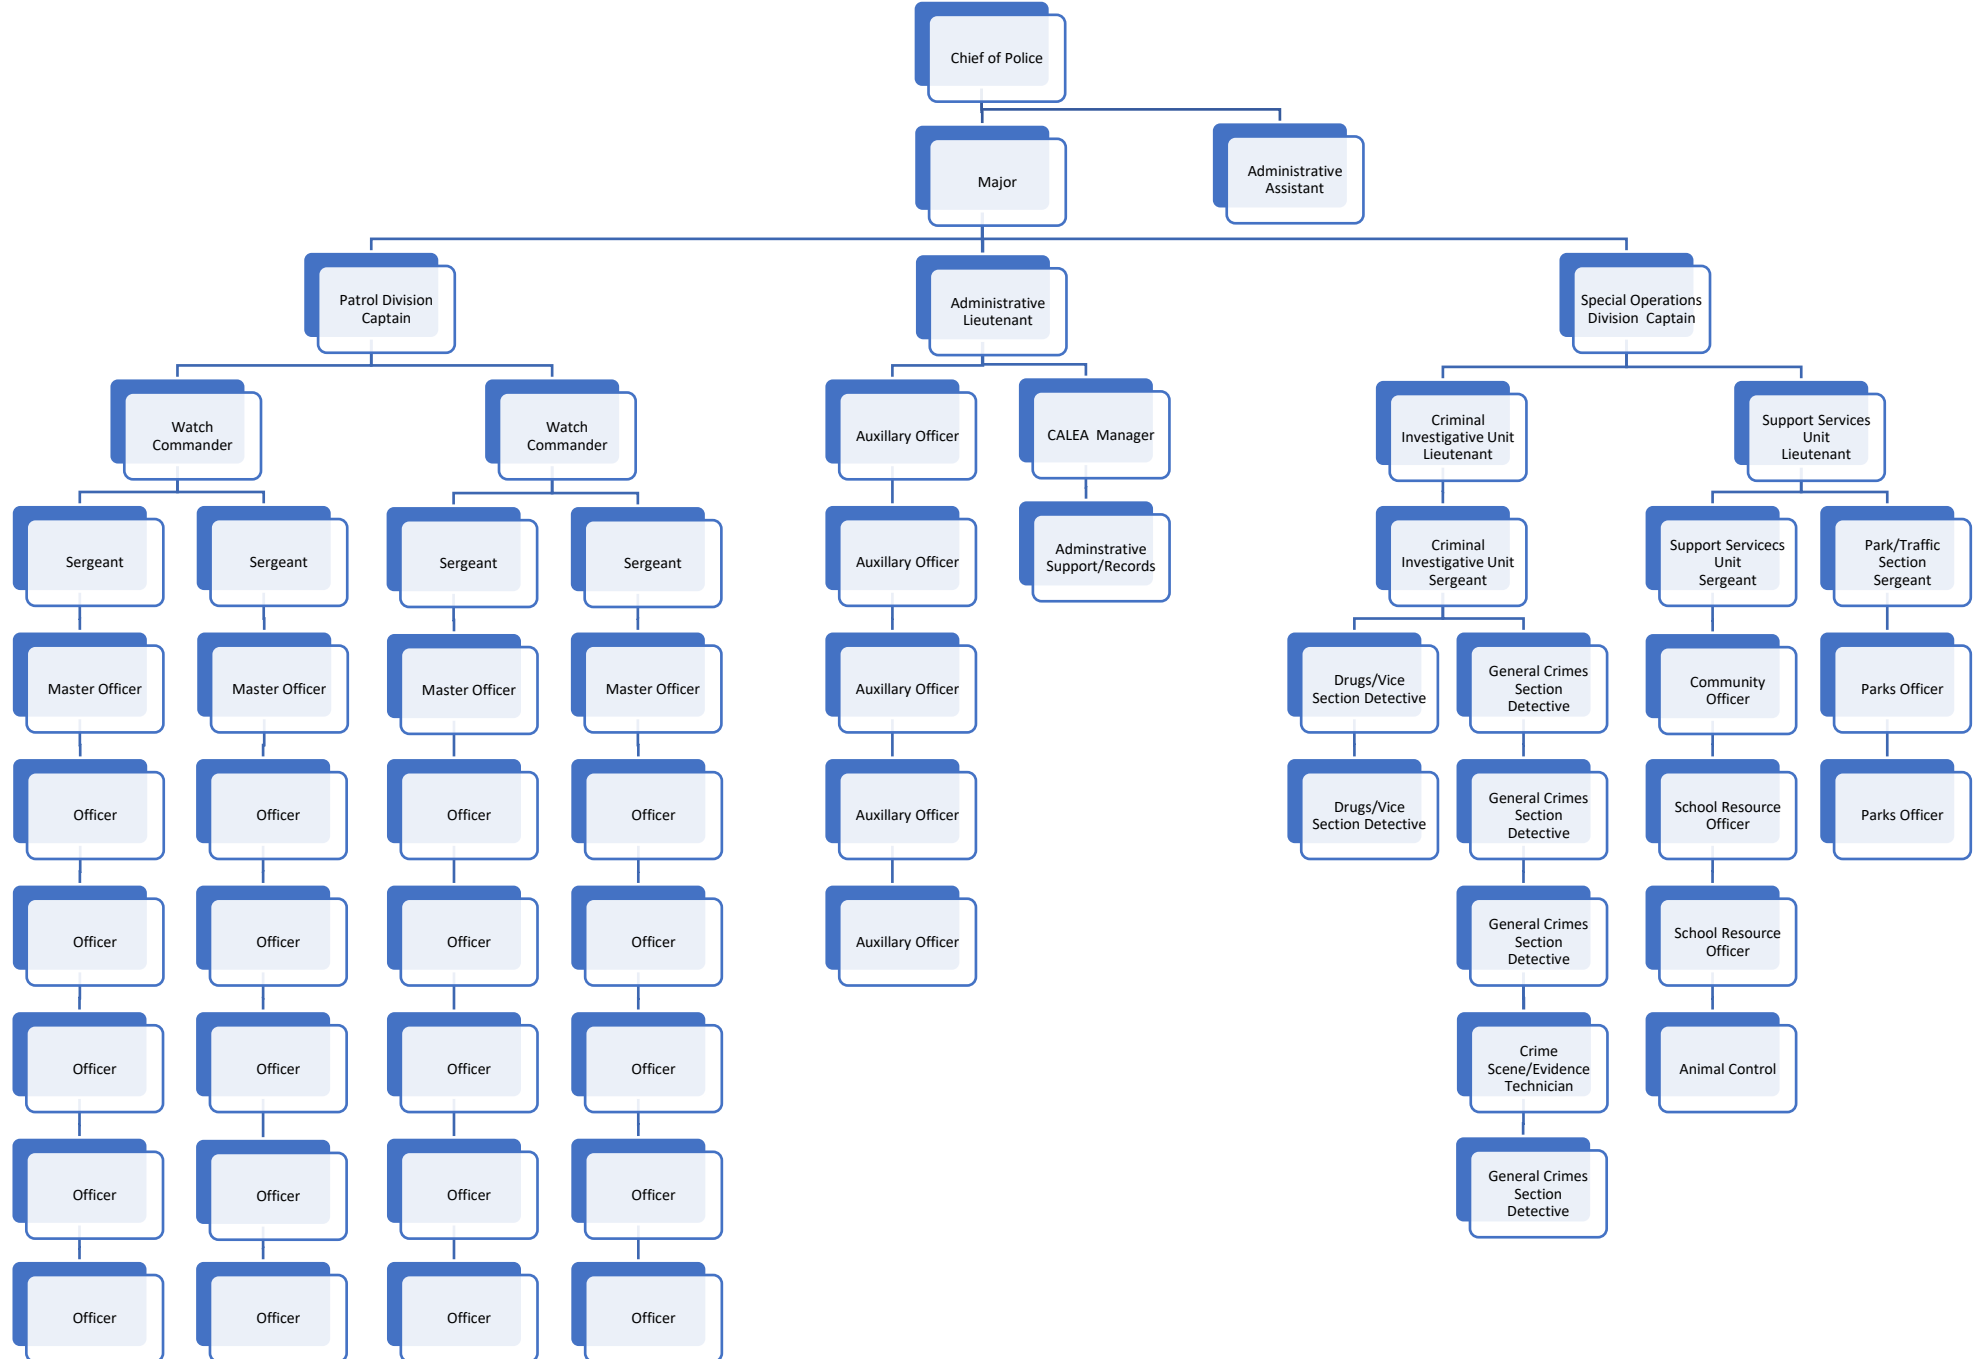 Chief of Police
Major
Administrative
Assistant
Patrol Division
Captain
Administrative
Lieutenant
Special Operations
Division  Captain
Watch
Commander
Watch
Commander
Auxillary Officer
CALEA  Manager
Criminal
Investigative Unit
Lieutenant
Support Services
Unit
Lieutenant
Sergeant
Sergeant
Sergeant
Sergeant
Auxillary Officer
Adminstrative
Support/Records
Criminal
Investigative Unit
Sergeant
Support Servicecs
Unit
Sergeant
Park/Traffic
Section
Sergeant
Master Officer
Master Officer
Master Officer
Master Officer
Auxillary Officer
Drugs/Vice
Section Detective
General Crimes
Section
Detective
Community
Officer
Parks Officer
Officer
Officer
Officer
Officer
Auxillary Officer
Drugs/Vice
Section Detective
General Crimes
Section
Detective
School Resource
Officer
Parks Officer
Officer
Officer
Officer
Officer
Auxillary Officer
General Crimes
Section
Detective
School Resource
Officer
Officer
Officer
Officer
Officer
Crime
Scene/Evidence
Technician
Animal Control
Officer
Officer
Officer
Officer
General Crimes
Section
Detective
Officer
Officer
Officer
Officer